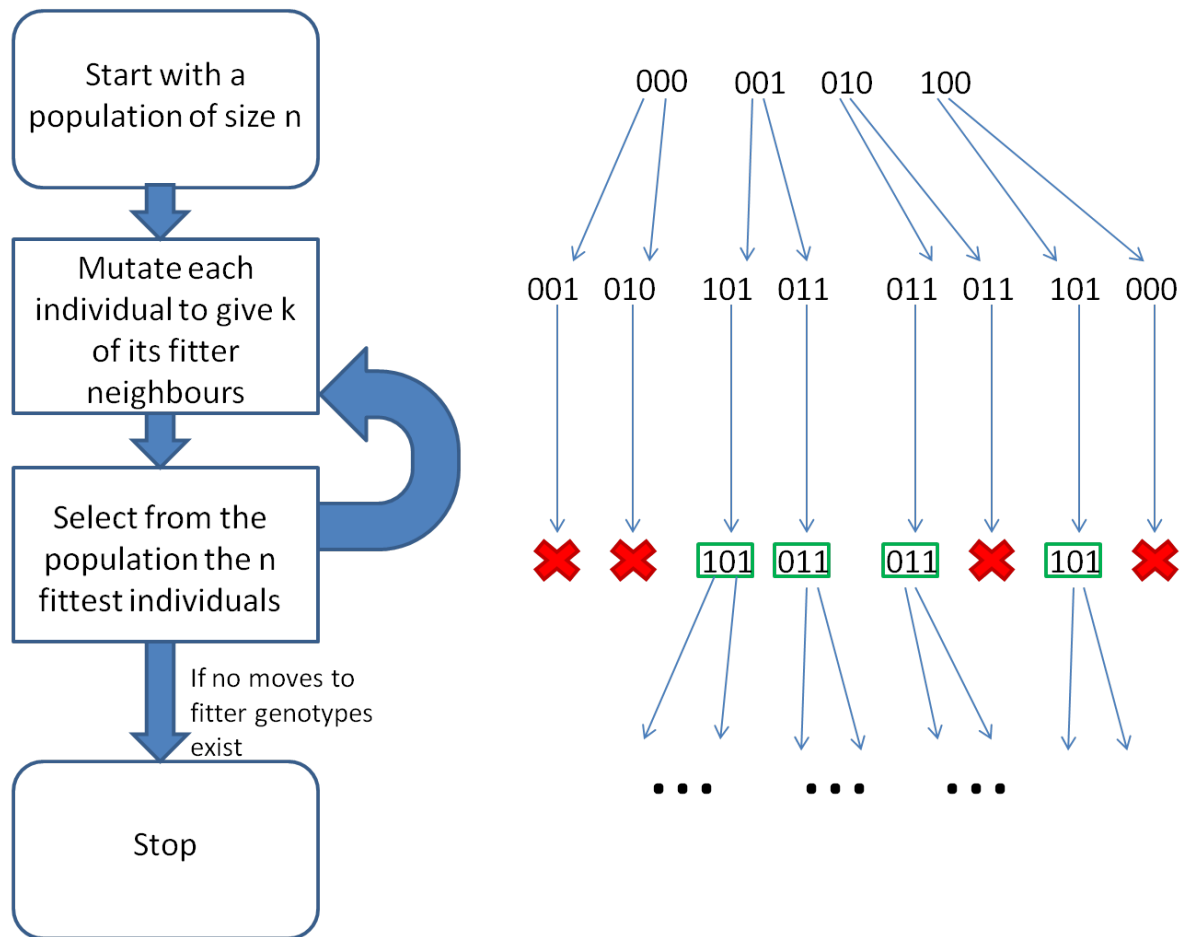 Start with a
population of size n
Mutate each
individual to give k
of its fitter
neighbours
Select from the
population the n
fittest individuals
If no moves to
fitter genotypes
exist
Stop
000 001 010 100
001 010 101 011 011 011 101 000
101 011 011 101
... ... ...